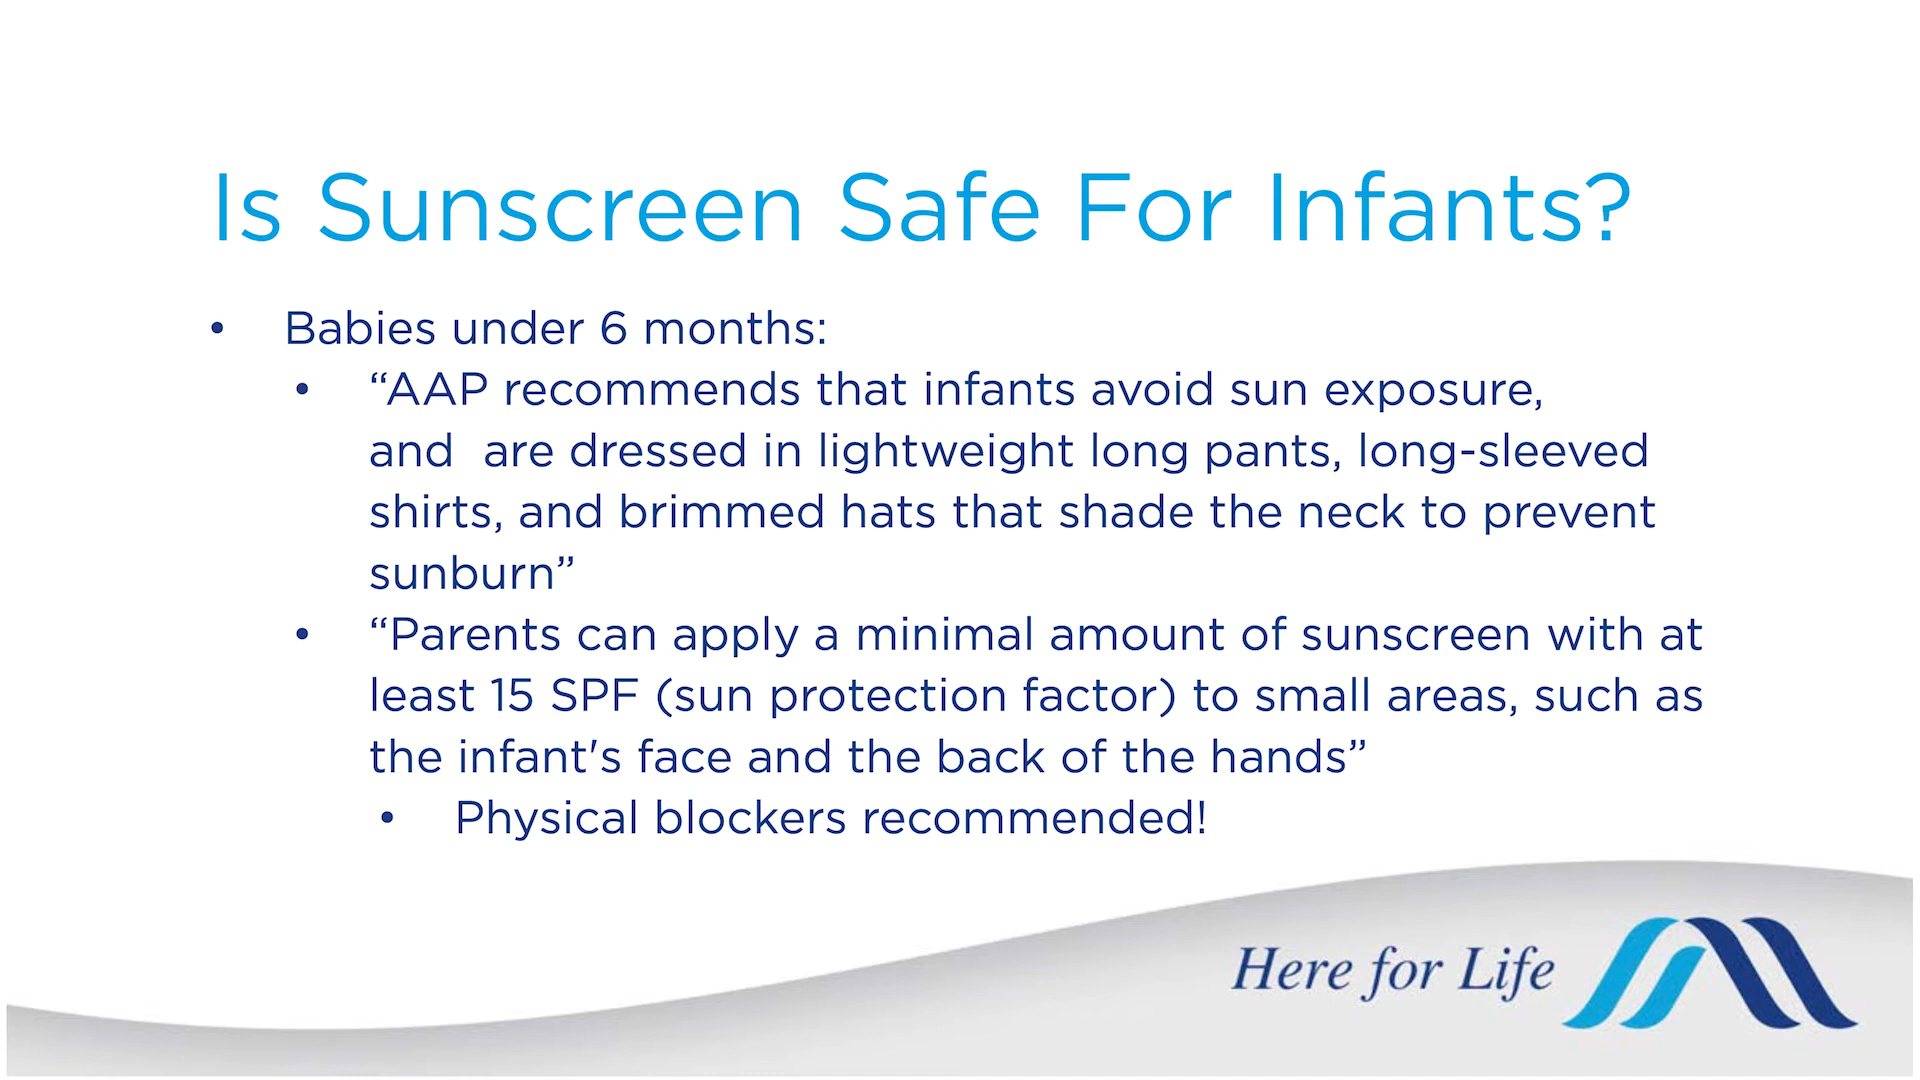 Is Sunscreen Safe For Infants?
• Babies under 6 months:
• “AAP recommends that infants avoid sun exposure,
and  are dressed in lightweight long pants, long-sleeved
shirts, and brimmed hats that shade the neck to prevent
sunburn”
• “Parents can apply a minimal amount of sunscreen with at
least 15 SPF (sun protection factor) to small areas, such as
the infant's face and the back of the hands”
• Physical blockers recommended!
Here for Life